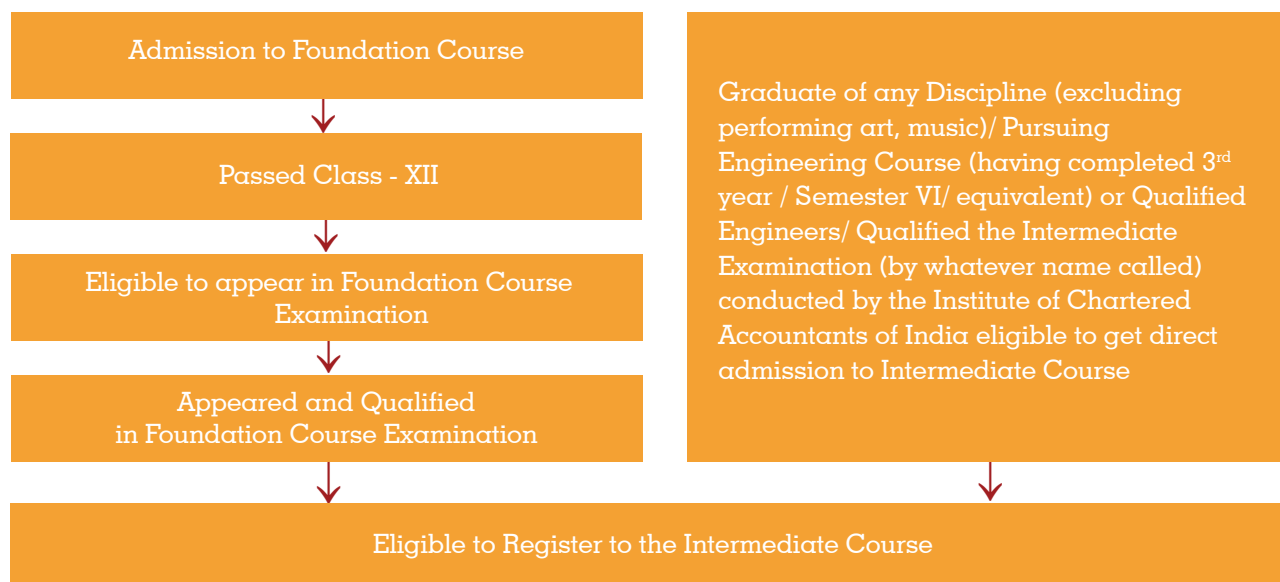 Admission to Foundation Course
Passed Class - XII
Eligible to appear in Foundation Course
Examination
Appeared and Qualified
in Foundation Course Examination
Graduate of any Discipline (excluding
performing art, music)/ Pursuing
Engineering Course (having completed 3rd
year / Semester VI/ equivalent) or Qualified
Engineers/ Qualified the Intermediate
Examination (by whatever name called)
conducted by the Institute of Chartered
Accountants of India eligible to get direct
admission to Intermediate Course
Eligible to Register to the Intermediate Course